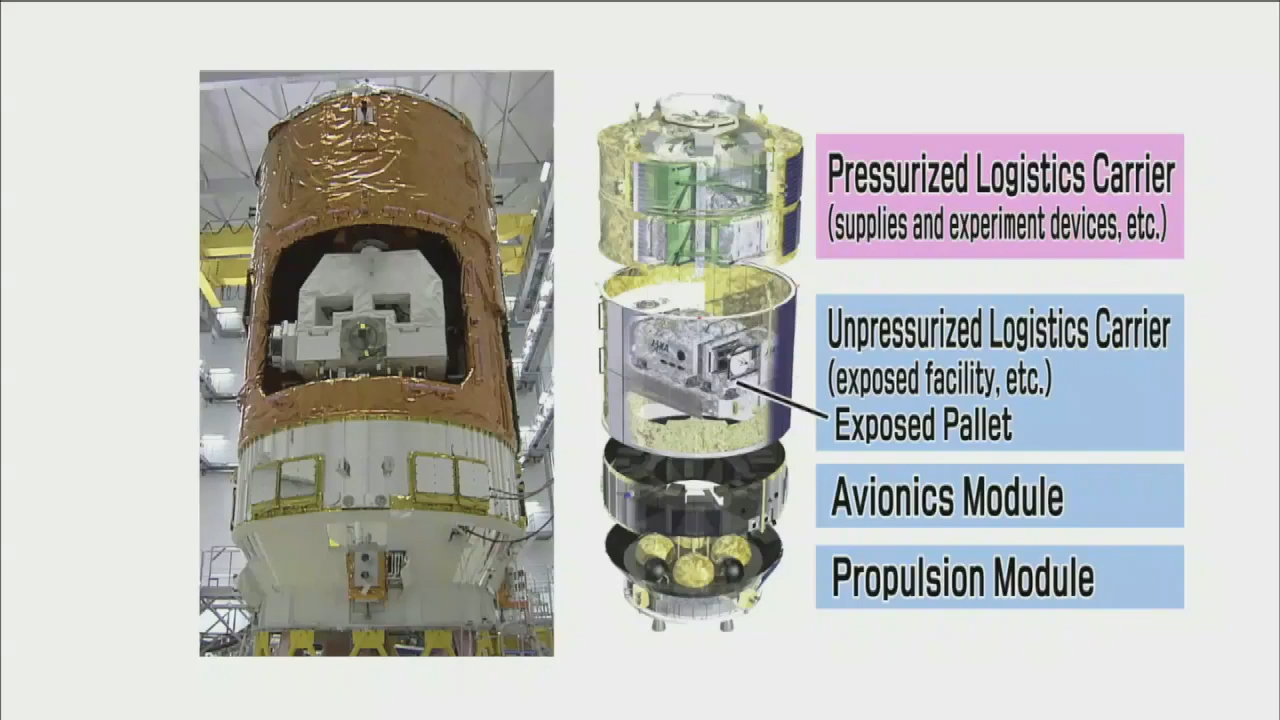 Pressurized Logistics Carrier
(supplies and experiment devices, etc.)
Unpressurized Logistics Carrier
(exposed facility, etc.)
Exposed Pallet
Avionics Module
Propulsion Module